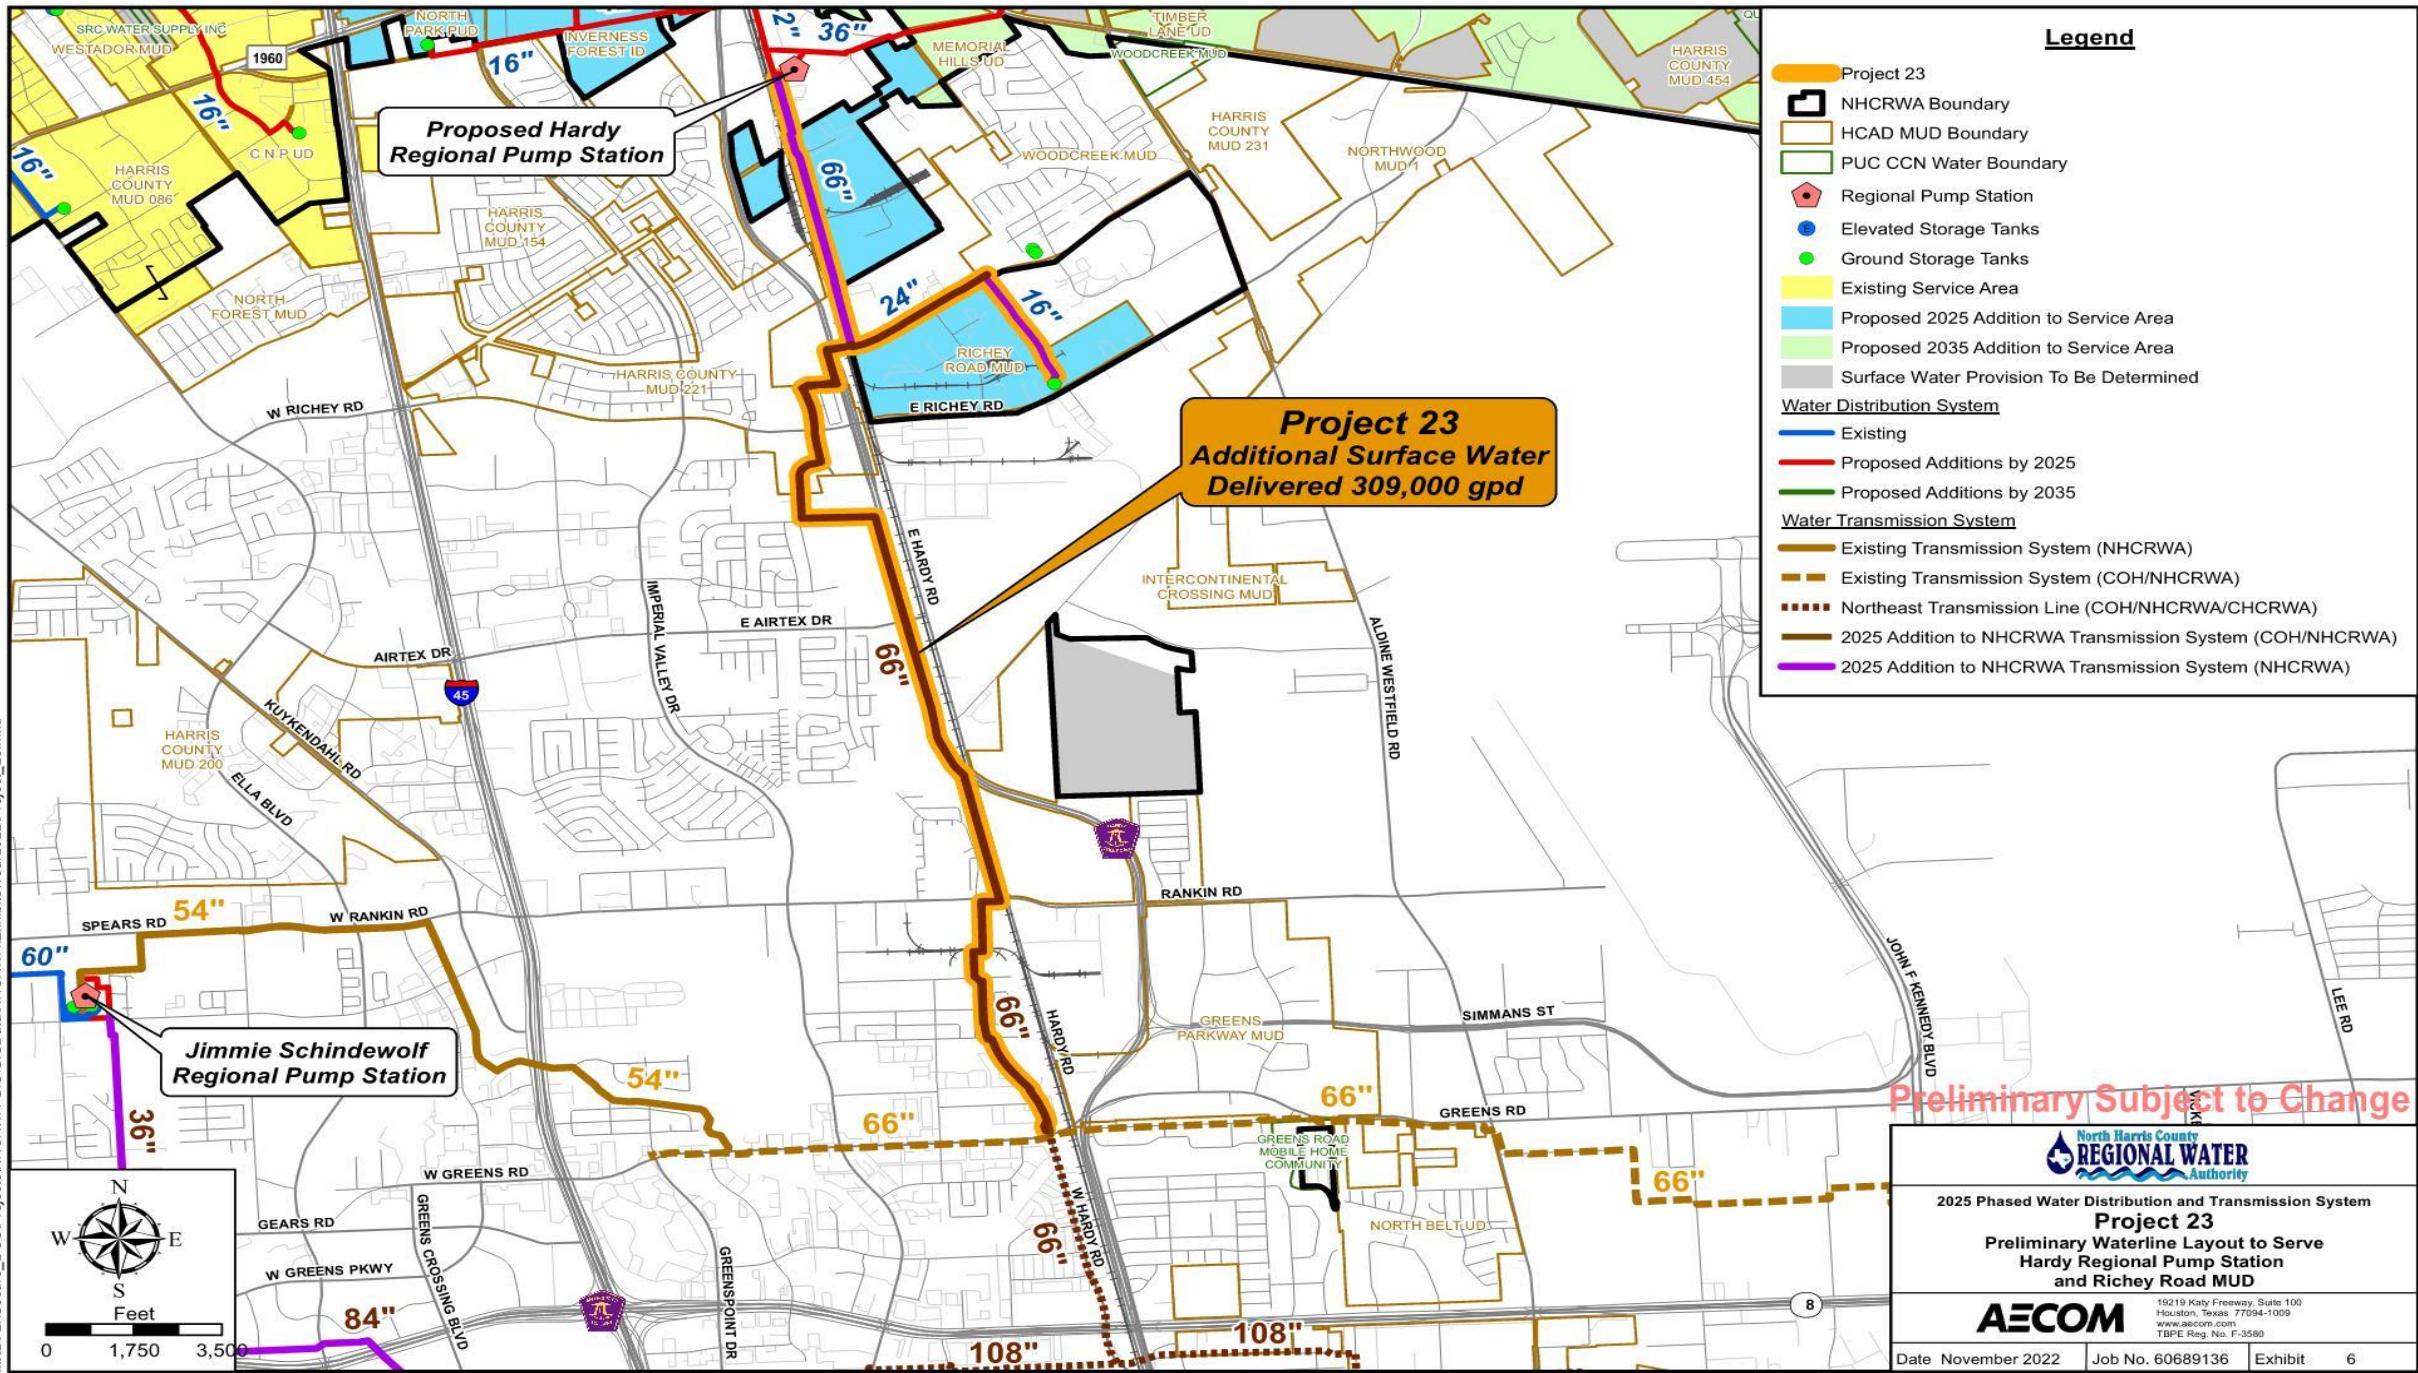 SRC WATER SUPPLY INC
WESTADOR MUD
1960
NORTH
PARK PUD
INVERNESS
FOREST ID
16"
36"
MEMORIAL
HILLS UD
TIMBER
LANE UD
WOODCREEK MUD
HARRIS
COUNTY
MUD 454
16"
Proposed Hardy
Regional Pump Station
C N P UD
16"
HARRIS
COUNTY
MUD 086
HARRIS
COUNTY
MUD 231
WOODCREEK MUD
NORTHWOOD
MUD 1
66"
HARRIS
COUNTY
MUD 154
NORTH
FOREST MUD
24"
16"
RICHEY
ROAD MUD
HARRIS COUNTY
MUD 221
W RICHEY RD
E RICHEY RD
Project 23
Additional Surface Water
Delivered 309,000 gpd
E HARDY RD
INTERCONTINENTAL
CROSSING MUD
IMPERIAL VALLEY DR
E AIRTEX DR
AIRTEX DR
66"
ALDINE WESTFIELD RD
45
KUYKENDAHL RD
HARRIS
COUNTY
MUD 200
ELLA BLVD
RANKIN RD
SPEARS RD
54"
W RANKIN RD
60"
JOHN F KENNEDY BLVD
LEE RD
66"
HARDY RD
GREENS
PARKWAY MUD
SIMMANS ST
Jimmie Schindewolf
Regional Pump Station
54"
36"
66"
66"
GREENS RD
GREENS ROAD
MOBILE HOME
COMMUNITY
66"
W GREENS RD
GREENS CROSSING BLVD
GEARS RD
W GREENS PKWY
W HARDY RD
66"
NORTH BELT UD
GREENSPOINT DR
84"
108"
108"
8
N
W E
S
Feet
0 1,750 3,500
Legend
Project 23
NHCRWA Boundary
HCAD MUD Boundary
PUC CCN Water Boundary
Regional Pump Station
E Elevated Storage Tanks
Ground Storage Tanks
Existing Service Area
Proposed 2025 Addition to Service Area
Proposed 2035 Addition to Service Area
Surface Water Provision To Be Determined
Water Distribution System
Existing
Proposed Additions by 2025
Proposed Additions by 2035
Water Transmission System
Existing Transmission System (NHCRWA)
Existing Transmission System (COH/NHCRWA)
Northeast Transmission Line (COH/NHCRWA/CHCRWA)
2025 Addition to NHCRWA Transmission System (COH/NHCRWA)
2025 Addition to NHCRWA Transmission System (NHCRWA)
Preliminary Subject to Change
North Harris County
REGIONAL WATER
Authority
2025 Phased Water Distribution and Transmission System
Project 23
Preliminary Waterline Layout to Serve
Hardy Regional Pump Station
and Richey Road MUD
AECOM
19219 Katy Freeway, Suite 100
Houston, Texas 77094-1009
www.aecom.com
TBPE Reg. No. F-3580
Date November 2022 Job No. 60689136 Exhibit 6